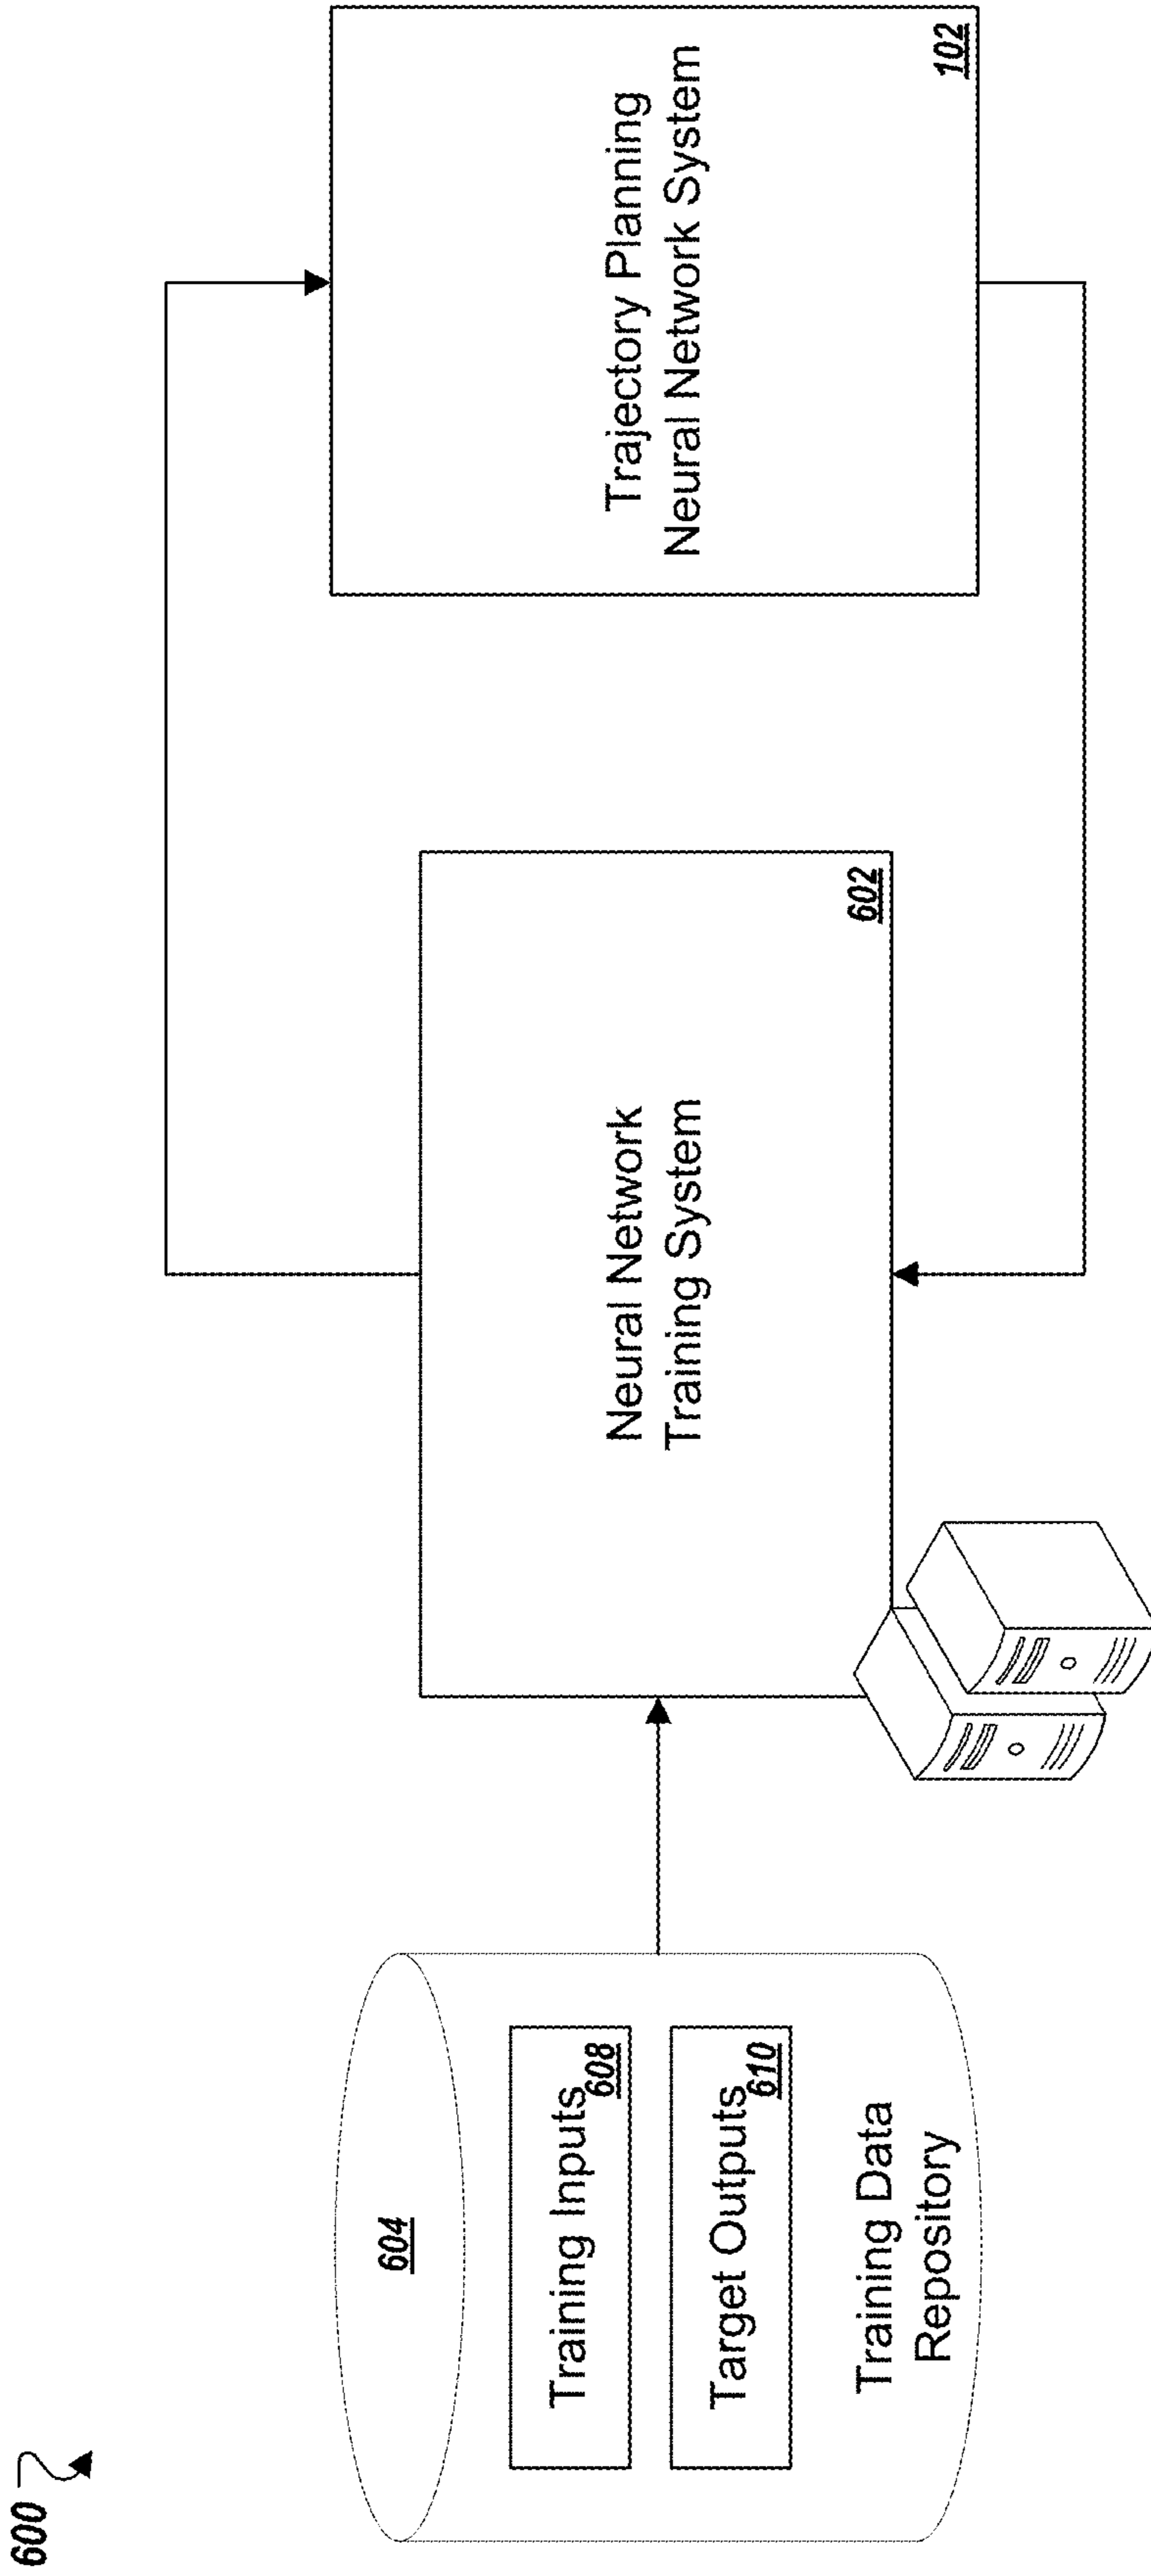 600
604
Training Inputs
608
Target Outputs
610
Training Data
Repository
Neural Network
Training System
602
Trajectory Planning
Neural Network System
102